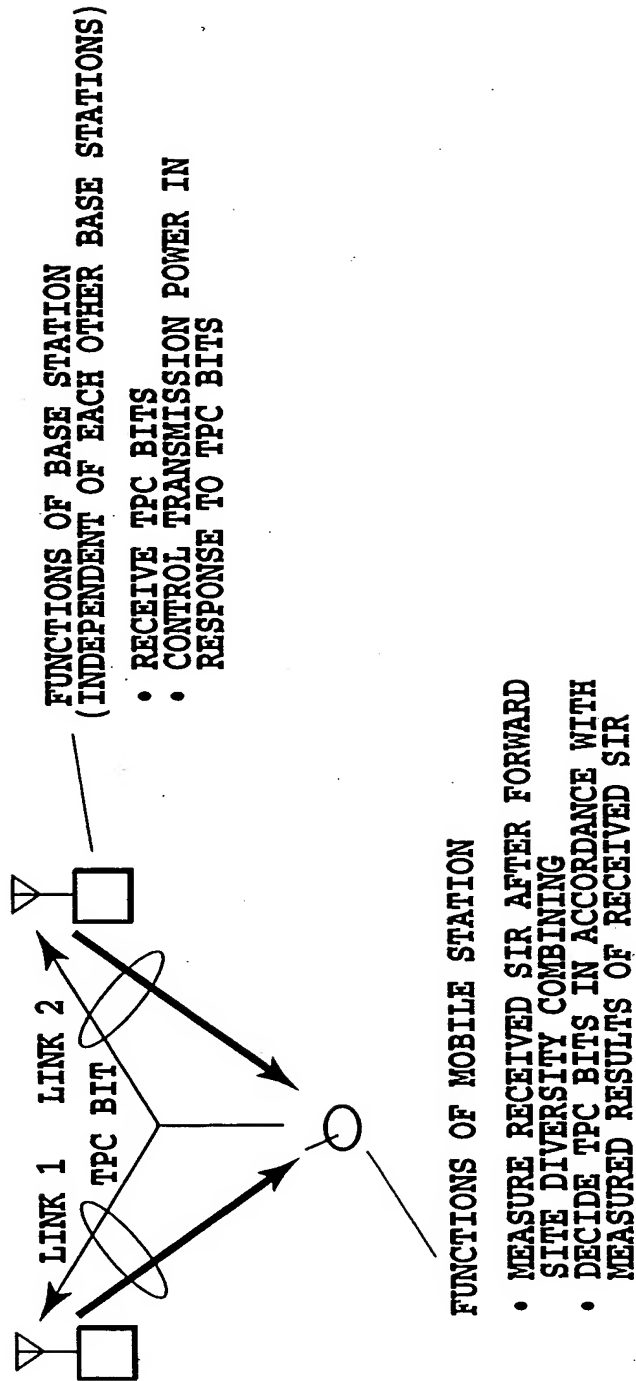 LINK 1 LINK 2
TPC BIT
FUNCTIONS OF BASE STATION
(INDEPENDENT OF EACH OTHER BASE STATIONS)
• RECEIVE TPC BITS
• CONTROL TRANSMISSION POWER IN
RESPONSE TO TPC BITS
FUNCTIONS OF MOBILE STATION
• MEASURE RECEIVED SIR AFTER FORWARD
SITE DIVERSITY COMBINING
• DECIDE TPC BITS IN ACCORDANCE WITH
MEASURED RESULTS OF RECEIVED SIR